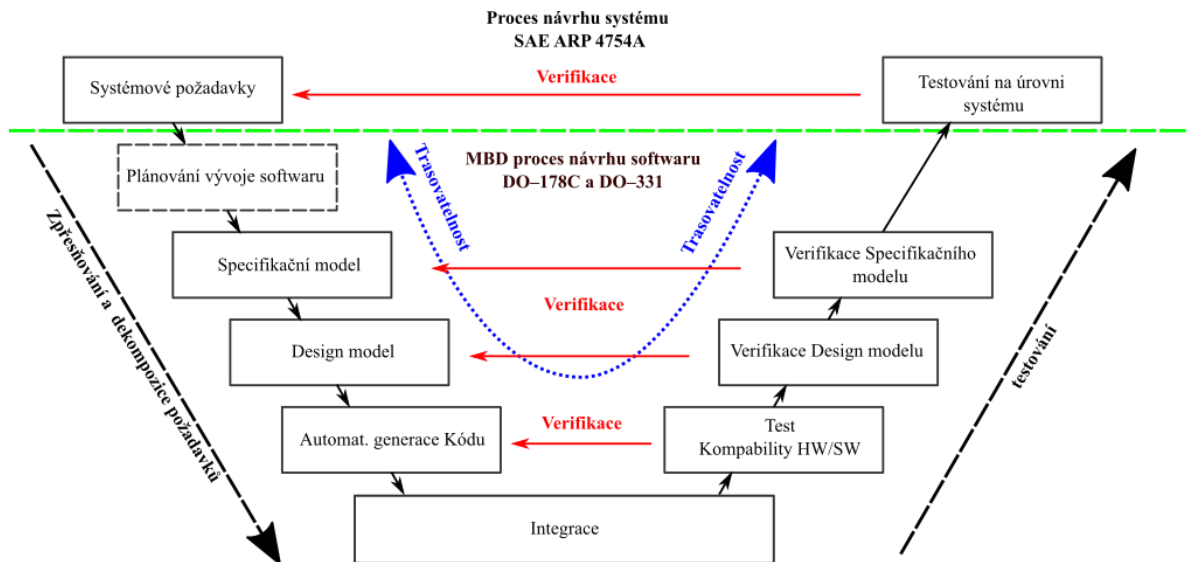 Proces návrhu systému
SAE ARP 4754A
Systémové požadavky
Verifikace
Testování na úrovni
systému
Plánování vývoje softwaru
Trasovatelnost
MBD proces návrhu softwaru
DO–178C a DO–331
Trasovatelnost
Zpřesňování a dekompozice požadavků
Specifikační model
Verifikace Specifikačního
modelu
Verifikace
Design model
Verifikace Design modelu
testování
Automat. generace Kódu
Verifikace
Test
Kompability HW/SW
Integrace